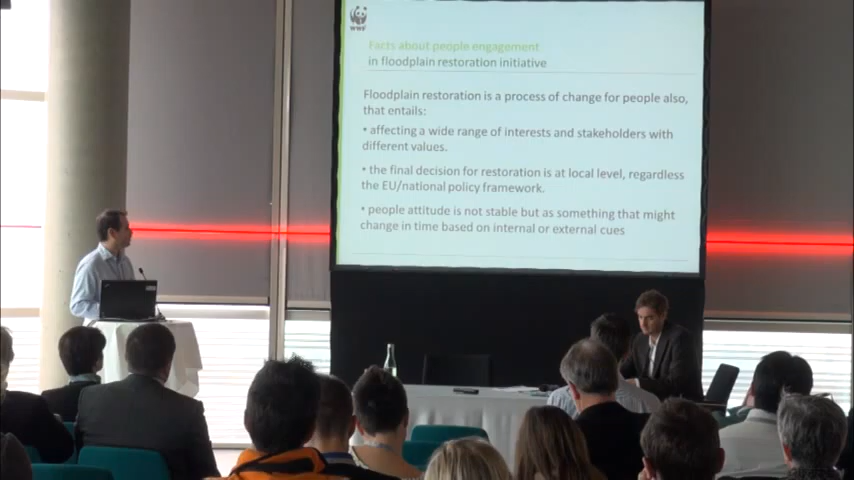 WWF
Facts about people engagement
in floodplain restoration initiative
Floodplain restoration is a process of change for people also,
that entails:
• affecting a wide range of interests and stakeholders with
different values.
• the final decision for restoration is at local level, regardless
the EU/national policy framework.
• people attitude is not stable but as something that might
change in time based on internal or external cues